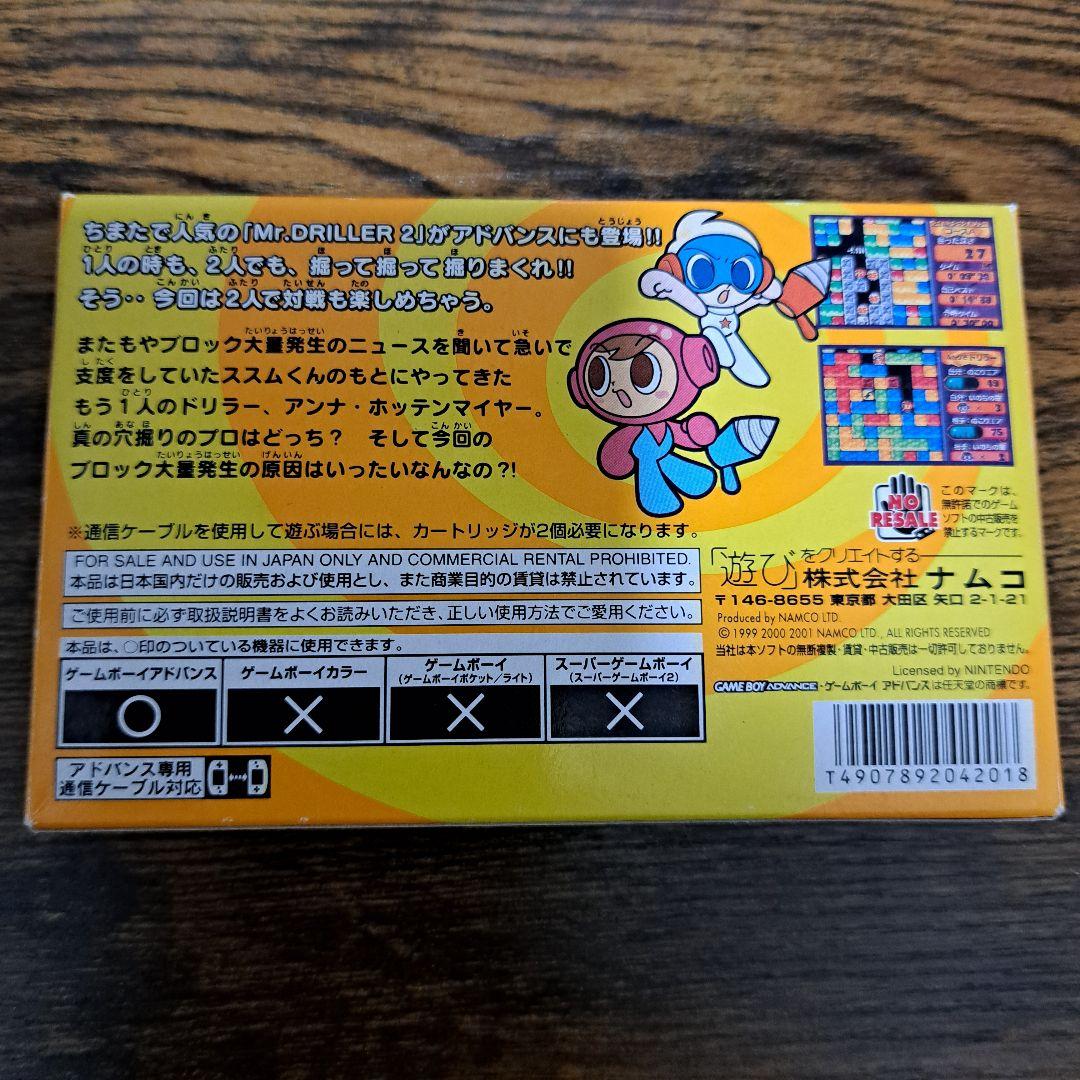 ちまたで人気の「Mr.DRILLER 2」がアドバンスにも登場!!
1人の時も、2人でも、掘って掘って掘りまくれ!!
そう‥今回は2人で対戦も楽しめちゃう。
またもやブロック大量発生のニュースを聞いて急いで
支度をしていたススムくんのもとにやってきた
もう1人のドリラー、アンナ・ホッテンマイヤー。
真の穴掘りのプロはどっち? そして今回の
ブロック大量発生の原因はいったいなんなの?!
※通信ケーブルを使用して遊ぶ場合には、カートリッジが2個必要になります。
FOR SALE AND USE IN JAPAN ONLY AND COMMERCIAL RENTAL PROHIBITED.
本品は日本国内だけの販売および使用とし、また商業目的の賃貸は禁止されています。
ご使用前に必ず取扱説明書をよくお読みいただき、正しい使用方法でご愛用ください。
本品は、○印のついている機器に使用できます。
ゲームボーイアドバンス
ゲームボーイカラー
ゲームボーイ
(ゲームボーイポケット/ライト)
スーパーゲームボーイ
(スーパーゲームボーイ2)
○ × × ×
アドバンス専用
通信ケーブル対応
NO
RESALE
このマークは、
無許諾でのゲーム
ソフトの中古販売を
禁止するマークです。
「遊び」をクリエイトする
株式会社ナムコ
〒146-8655 東京都 大田区 矢口 2-1-21
Produced by NAMCO LTD.
© 1999 2000 2001 NAMCO LTD., ALL RIGHTS RESERVED
当社は本ソフトの無断複製・賃貸・中古販売は一切許可しておりません。
Licensed by NINTENDO
GAME BOY ADVANCE・ゲームボーイ アドバンスは任天堂の商標です。
T4907892042018